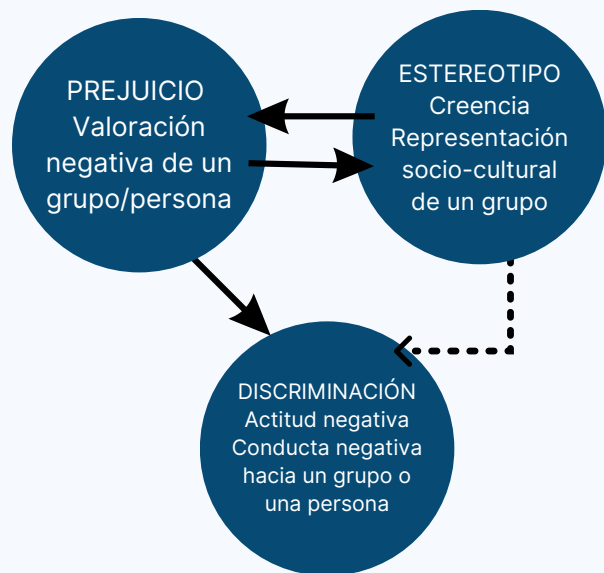 PREJUICIO
Valoración
negativa de un
grupo/persona
ESTEREOTIPO
Creencia
Representación
socio-cultural
de un grupo
DISCRIMINACIÓN
Actitud negativa
Conducta negativa
hacia un grupo o
una persona